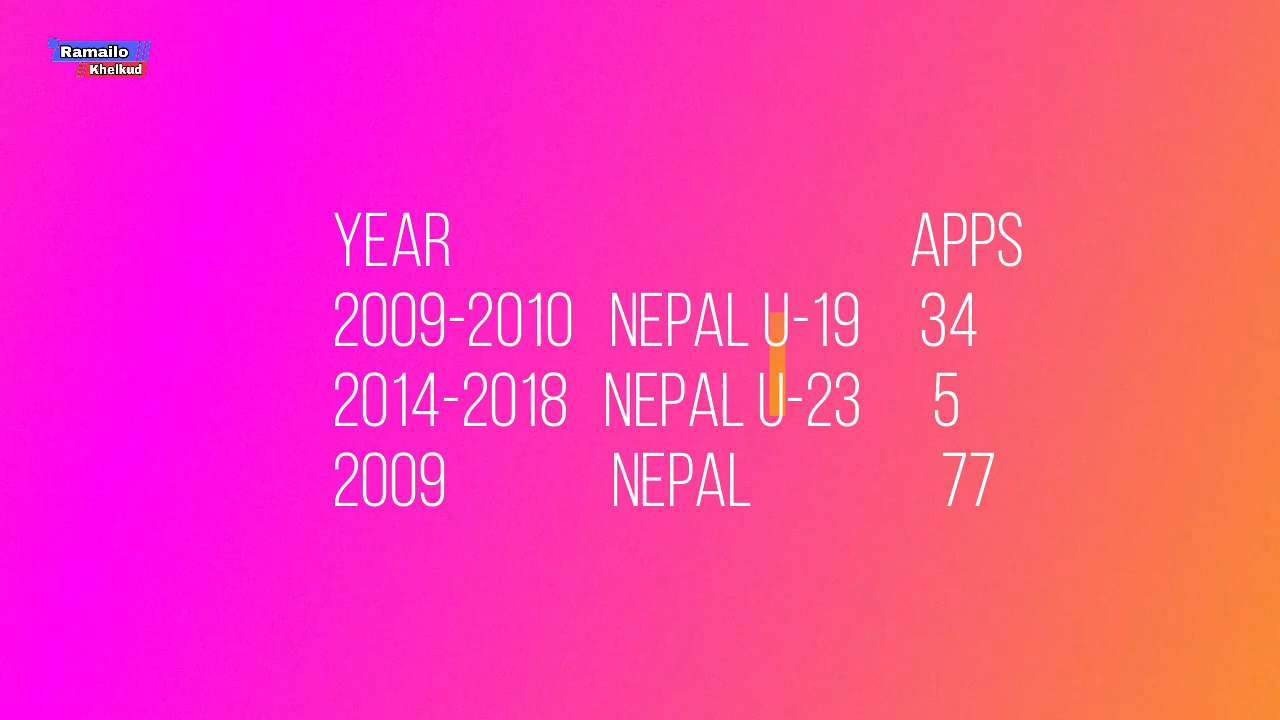 Ramailo
Khelkud
YEAR APPS
2009-2010 NEPAL U-19 34
2014-2018 NEPAL U-23 5
2009 NEPAL 77